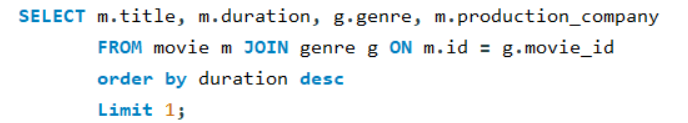 SELECT m.title, m.duration, g.genre, m.production_company
FROM movie m JOIN genre g ON m.id = g.movie_id
order by duration desc
Limit 1;